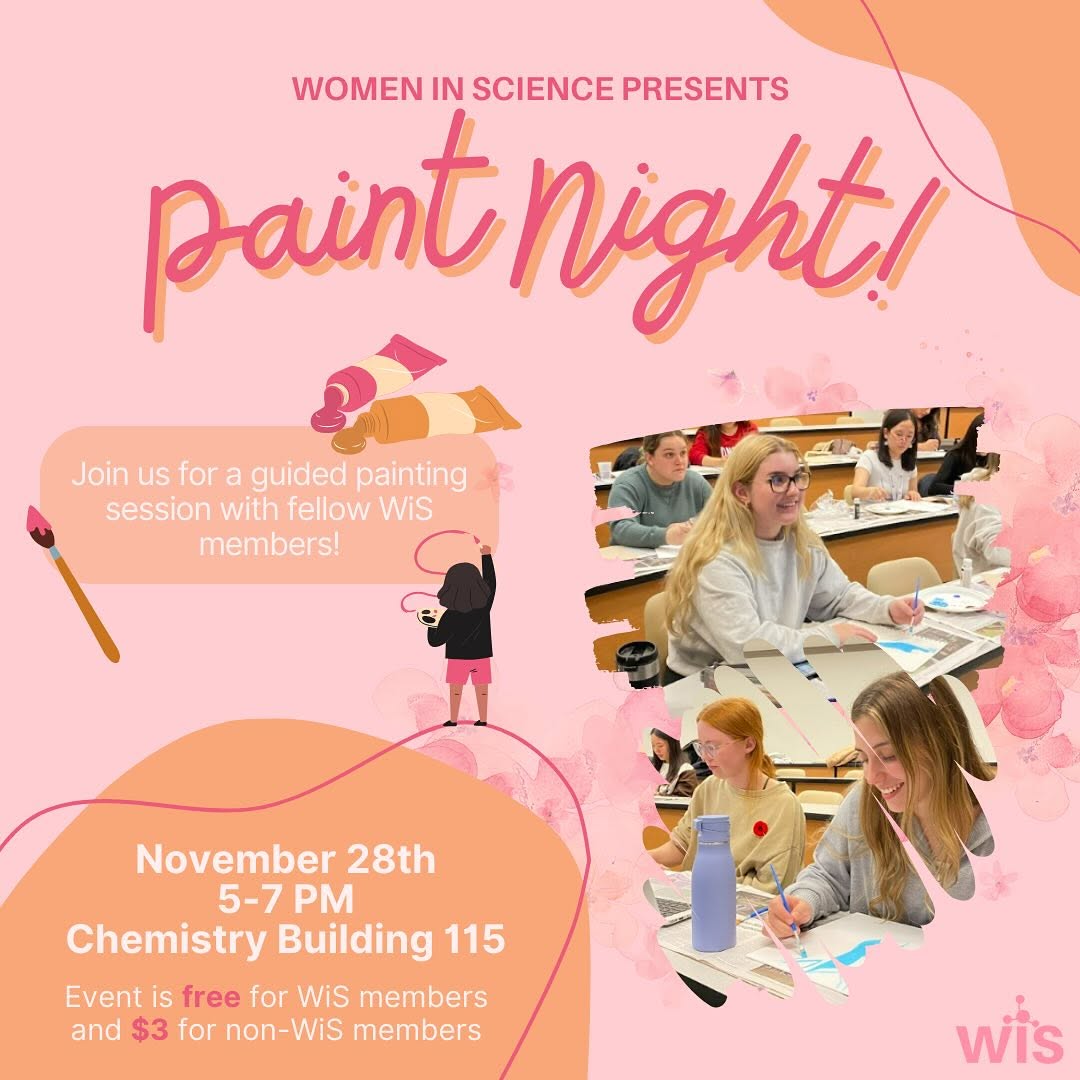 WOMEN IN SCIENCE PRESENTS
paint Night!
Join us for a guided painting
session with fellow WiS
members!
November 28th
5-7 PM
Chemistry Building 115
Event is free for WiS members
and $3 for non-WiS members
wis